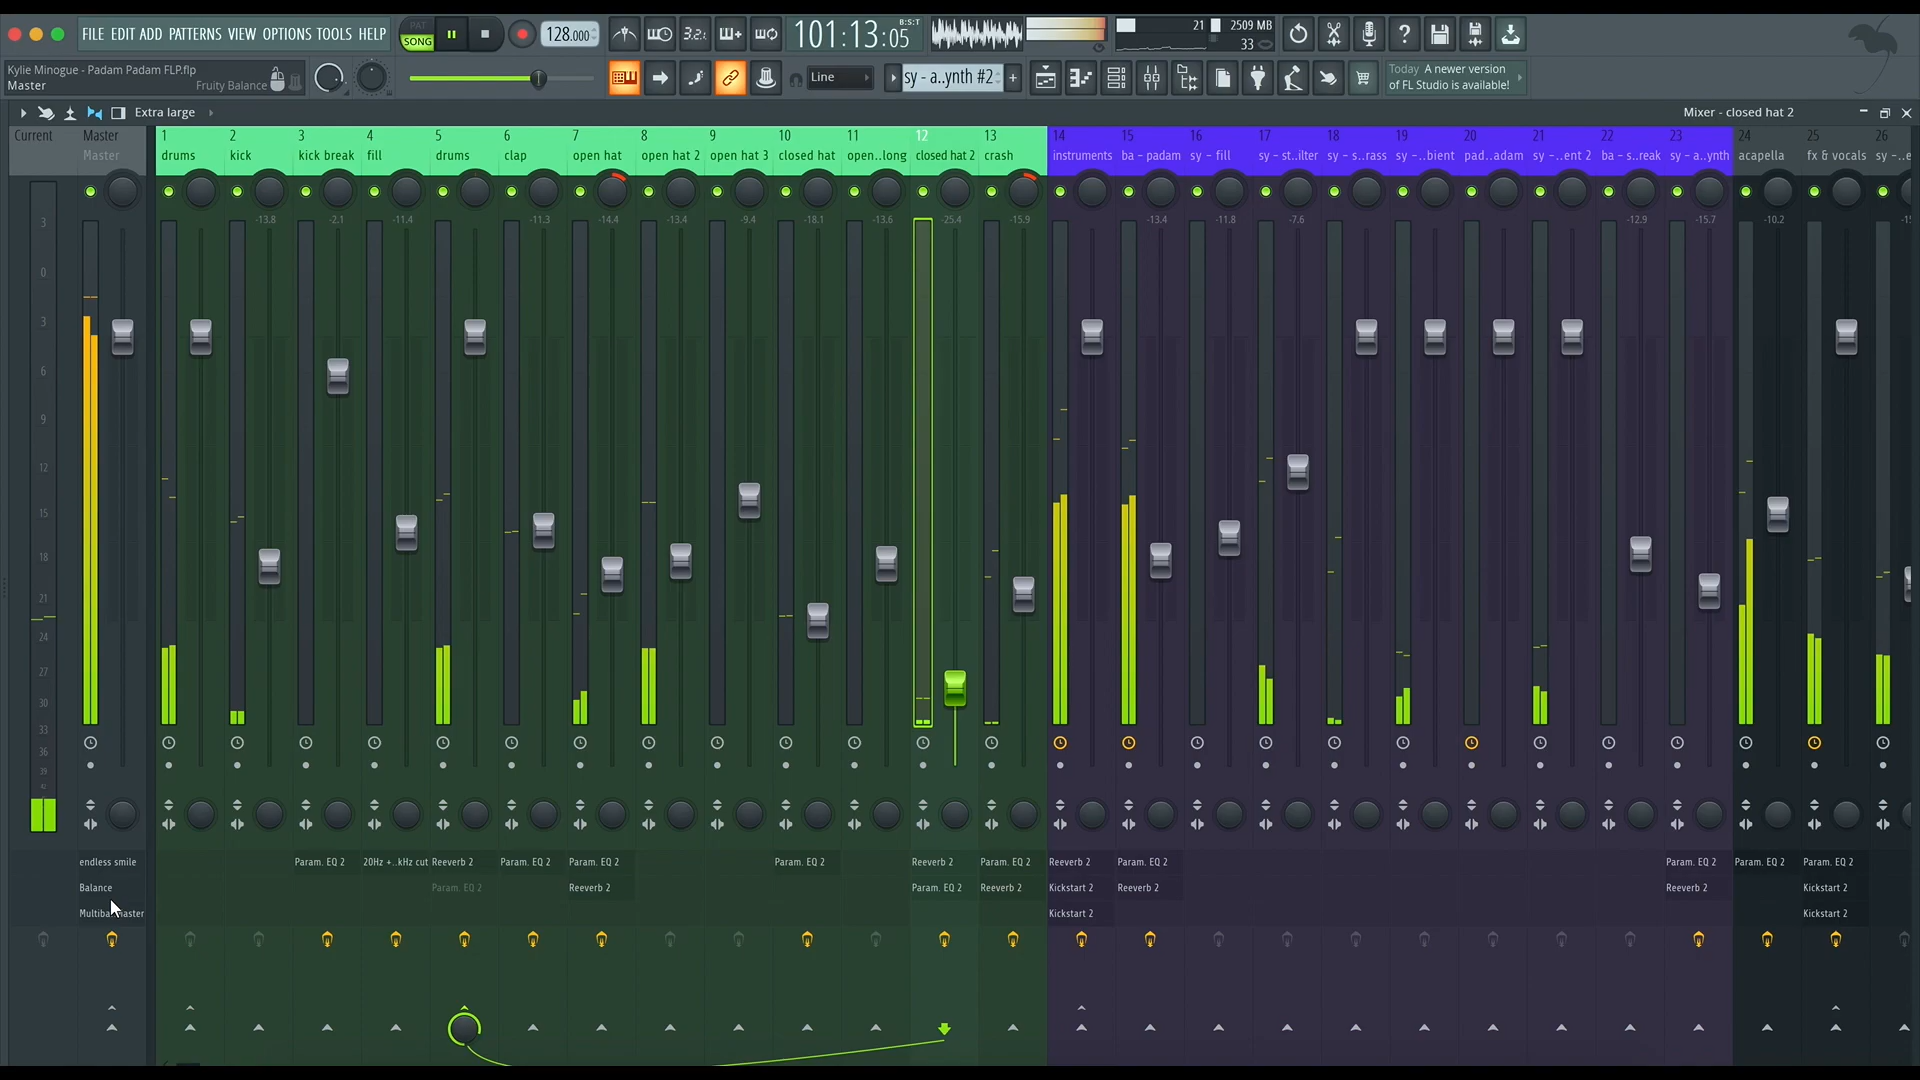 FILE EDIT ADD PATTERNS VIEW OPTIONS TOOLS HELP
PAT
SONG
128.000
3.2.
101:13:05
B:S:T
21
2509 MB
33
Kylie Minogue - Padam Padam FLP.flp
Master
Fruity Balance
Line
sy - a..ynth #2
Today A newer version
of FL Studio is available!
Extra large
Mixer - closed hat 2
Current
Master
1 2 3 4 5 6 7 8 9 10 11 12 13 14 15 16 17 18 19 20 21 22 23 24 25 26
Master drums kick kick break fill drums clap open hat open hat 2 open hat 3 closed hat open..long closed hat 2 crash instruments ba - padam sy - fill sy - st..ilter sy - s..rass sy -..bient pad..adam sy -..ent 2 ba - s..reak sy - a..ynth acapella fx & vocals sy -..e
-13.8 -2.1 -11.4 -11.3 -14.4 -13.4 -9.4 -18.1 -13.6 -25.4 -15.9 -13.4 -11.8 -7.6 -12.9 -15.7 -10.2
3
0
3
6
9
12
15
18
21
24
27
30
33
36
39
42
endless smile Param. EQ 2 20Hz +..kHz cut Reeverb 2 Param. EQ 2 Param. EQ 2 Param. EQ 2 Reeverb 2 Param. EQ 2 Reeverb 2 Param. EQ 2 Param. EQ 2 Param. EQ 2 Param. EQ 2
Balance Param. EQ 2 Reeverb 2 Param. EQ 2 Reeverb 2 Kickstart 2 Reeverb 2 Reeverb 2 Kickstart 2
Kickstart 2 Kickstart 2